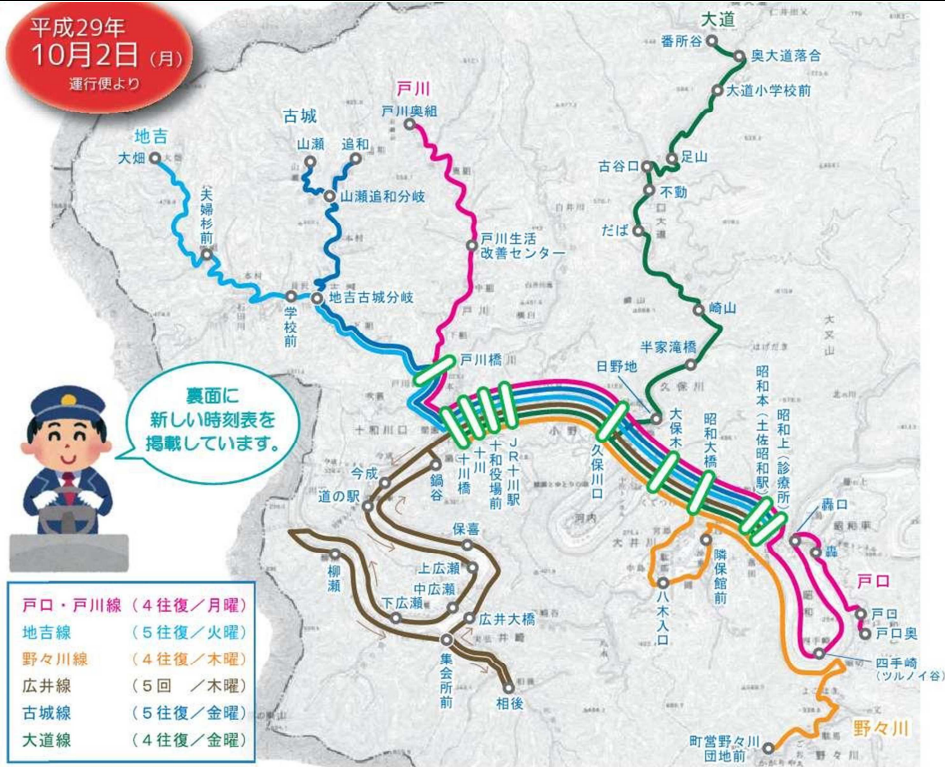 平成29年
10月2日（月）
運行便より
大道
番所谷
奥大道落合
大道小学校前
足山
古谷口
不動
だば
崎山
半家滝橋
日野地
戸川
戸川奥組
戸川生活
改善センター
古城
山瀬
追和
山瀬追和分岐
地吉
大畑
夫婦杉前
学校前
地吉古城分岐
戸川橋
裏面に
新しい時刻表を
掲載しています。
十川橋
十川
十和役場前
JR十川駅
久保川口
大保木
昭和大橋
昭和本（土佐昭和駅）
昭和上（診療所）
轟口
轟
戸口
戸口
戸口奥
四手崎
（ツルノイ谷）
野々川
町営野々川
団地前
隣保館前
八木入口
鍋谷
今成
道の駅
保喜
上広瀬
中広瀬
下広瀬
広井大橋
柳瀬
集会所前
相後
戸口・戸川線（4往復／月曜）
地吉線（5往復／火曜）
野々川線（4往復／木曜）
広井線（5回／木曜）
古城線（5往復／金曜）
大道線（4往復／金曜）